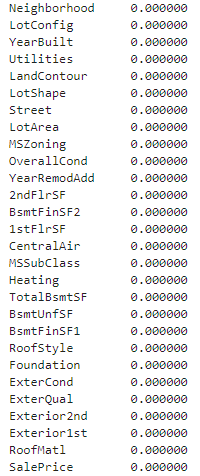 Neighborhood 0.000000
LotConfig 0.000000
YearBuilt 0.000000
Utilities 0.000000
LandContour 0.000000
LotShape 0.000000
Street 0.000000
LotArea 0.000000
MSZoning 0.000000
OverallCond 0.000000
YearRemodAdd 0.000000
2ndFlrSF 0.000000
BsmtFinSF2 0.000000
1stFlrSF 0.000000
CentralAir 0.000000
MSSubClass 0.000000
Heating 0.000000
TotalBsmtSF 0.000000
BsmtUnfSF 0.000000
BsmtFinSF1 0.000000
RoofStyle 0.000000
Foundation 0.000000
ExterCond 0.000000
ExterQual 0.000000
Exterior2nd 0.000000
Exterior1st 0.000000
RoofMatl 0.000000
SalePrice 0.000000